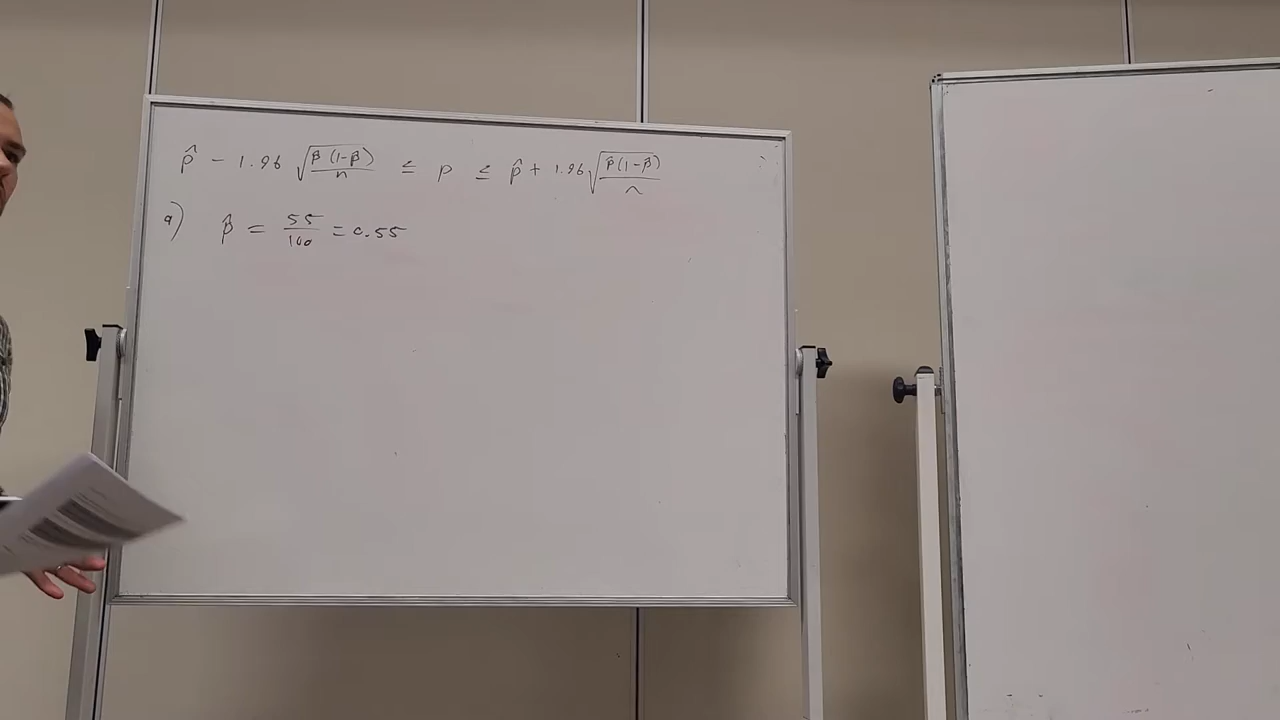 p̂ - 1.96 √(p̂(1-p̂)/n) ≤ p ≤ p̂ + 1.96 √(p̂(1-p̂)/n)
a) p̂ = 55/100 = 0.55